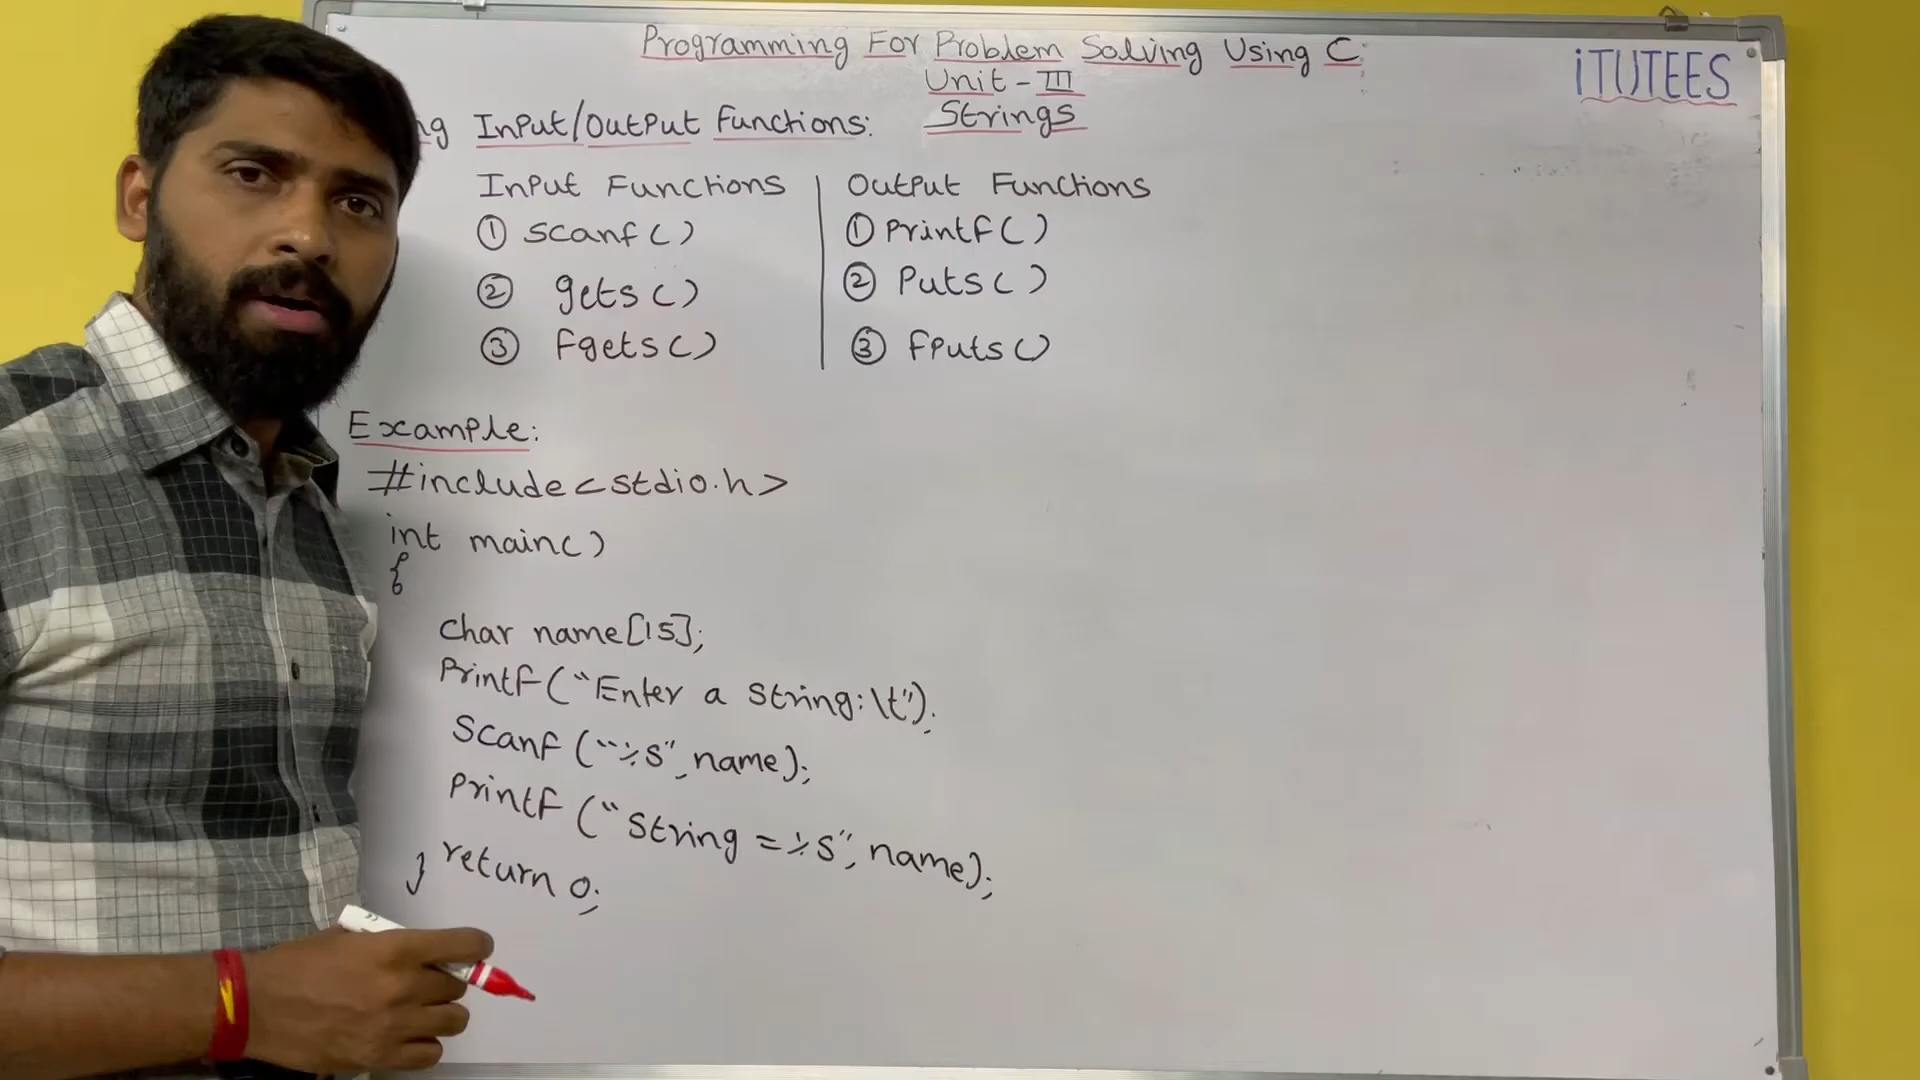 Programming For Problem Solving Using C:
iTUTEES
Unit - III
Strings
ng Input/Output Functions:
Input Functions
① scanf()
② gets()
③ fgets()
Output Functions
① Printf()
② Puts()
③ fputs()
Example:
#include<stdio.h>
int main()
{
char name[15];
Printf("Enter a string:\t");
Scanf("%s", name);
Printf("String = %s", name);
} return 0;